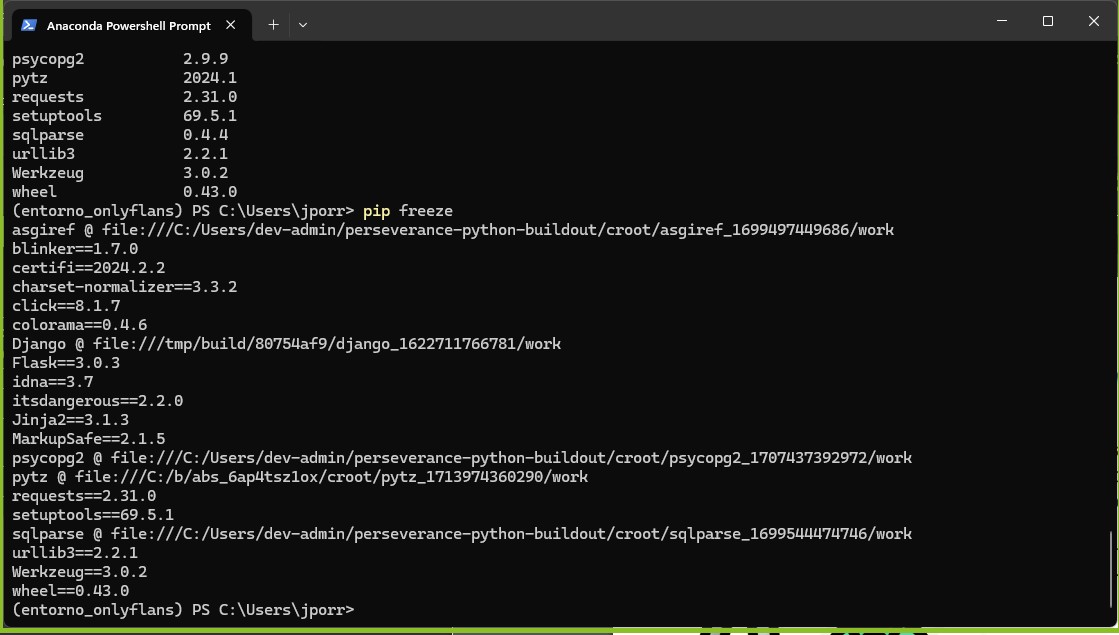 Anaconda Powershell Prompt
psycopg2 2.9.9
pytz 2024.1
requests 2.31.0
setuptools 69.5.1
sqlparse 0.4.4
urllib3 2.2.1
Werkzeug 3.0.2
wheel 0.43.0
(entorno_onlyflans) PS C:\Users\jporr> pip freeze
asgiref @ file:///C:/Users/dev-admin/perseverance-python-buildout/croot/asgiref_1699497449686/work
blinker==1.7.0
certifi==2024.2.2
charset-normalizer==3.3.2
click==8.1.7
colorama==0.4.6
Django @ file:///tmp/build/80754af9/django_1622711766781/work
Flask==3.0.3
idna==3.7
itsdangerous==2.2.0
Jinja2==3.1.3
MarkupSafe==2.1.5
psycopg2 @ file:///C:/Users/dev-admin/perseverance-python-buildout/croot/psycopg2_1707437392972/work
pytz @ file:///C:/b/abs_6ap4tsz1ox/croot/pytz_1713974360290/work
requests==2.31.0
setuptools==69.5.1
sqlparse @ file:///C:/Users/dev-admin/perseverance-python-buildout/croot/sqlparse_1699544474746/work
urllib3==2.2.1
Werkzeug==3.0.2
wheel==0.43.0
(entorno_onlyflans) PS C:\Users\jporr>